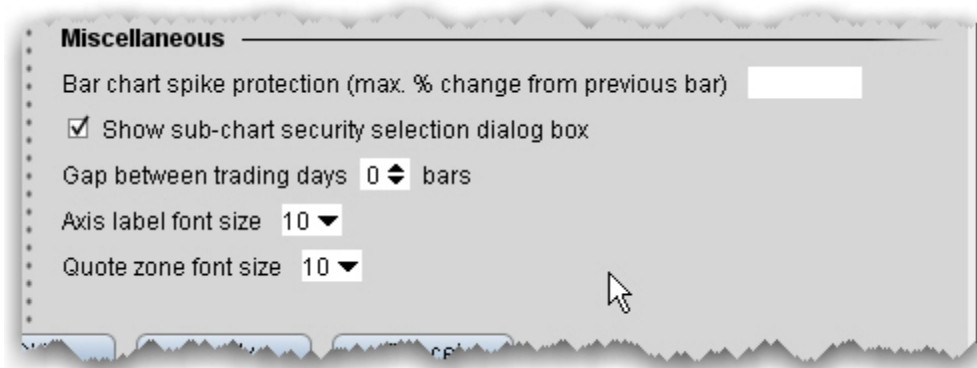 Miscellaneous
Bar chart spike protection (max. % change from previous bar)
Show sub-chart security selection dialog box
Gap between trading days 0 bars
Axis label font size 10
Quote zone font size 10